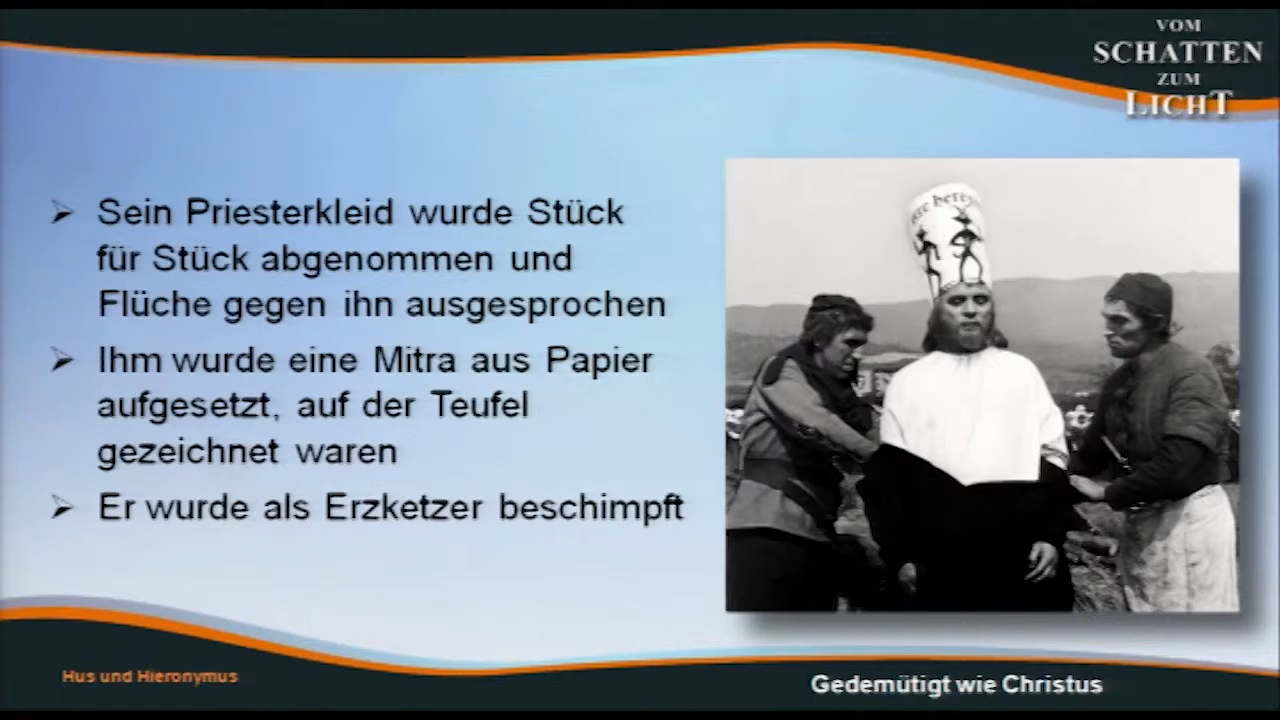 VOM
SCHATTEN
ZUM
LICHT
Sein Priesterkleid wurde Stück
für Stück abgenommen und
Flüche gegen ihn ausgesprochen
Ihm wurde eine Mitra aus Papier
aufgesetzt, auf der Teufel
gezeichnet waren
Er wurde als Erzketzer beschimpft
Hus und Hieronymus
Gedemütigt wie Christus